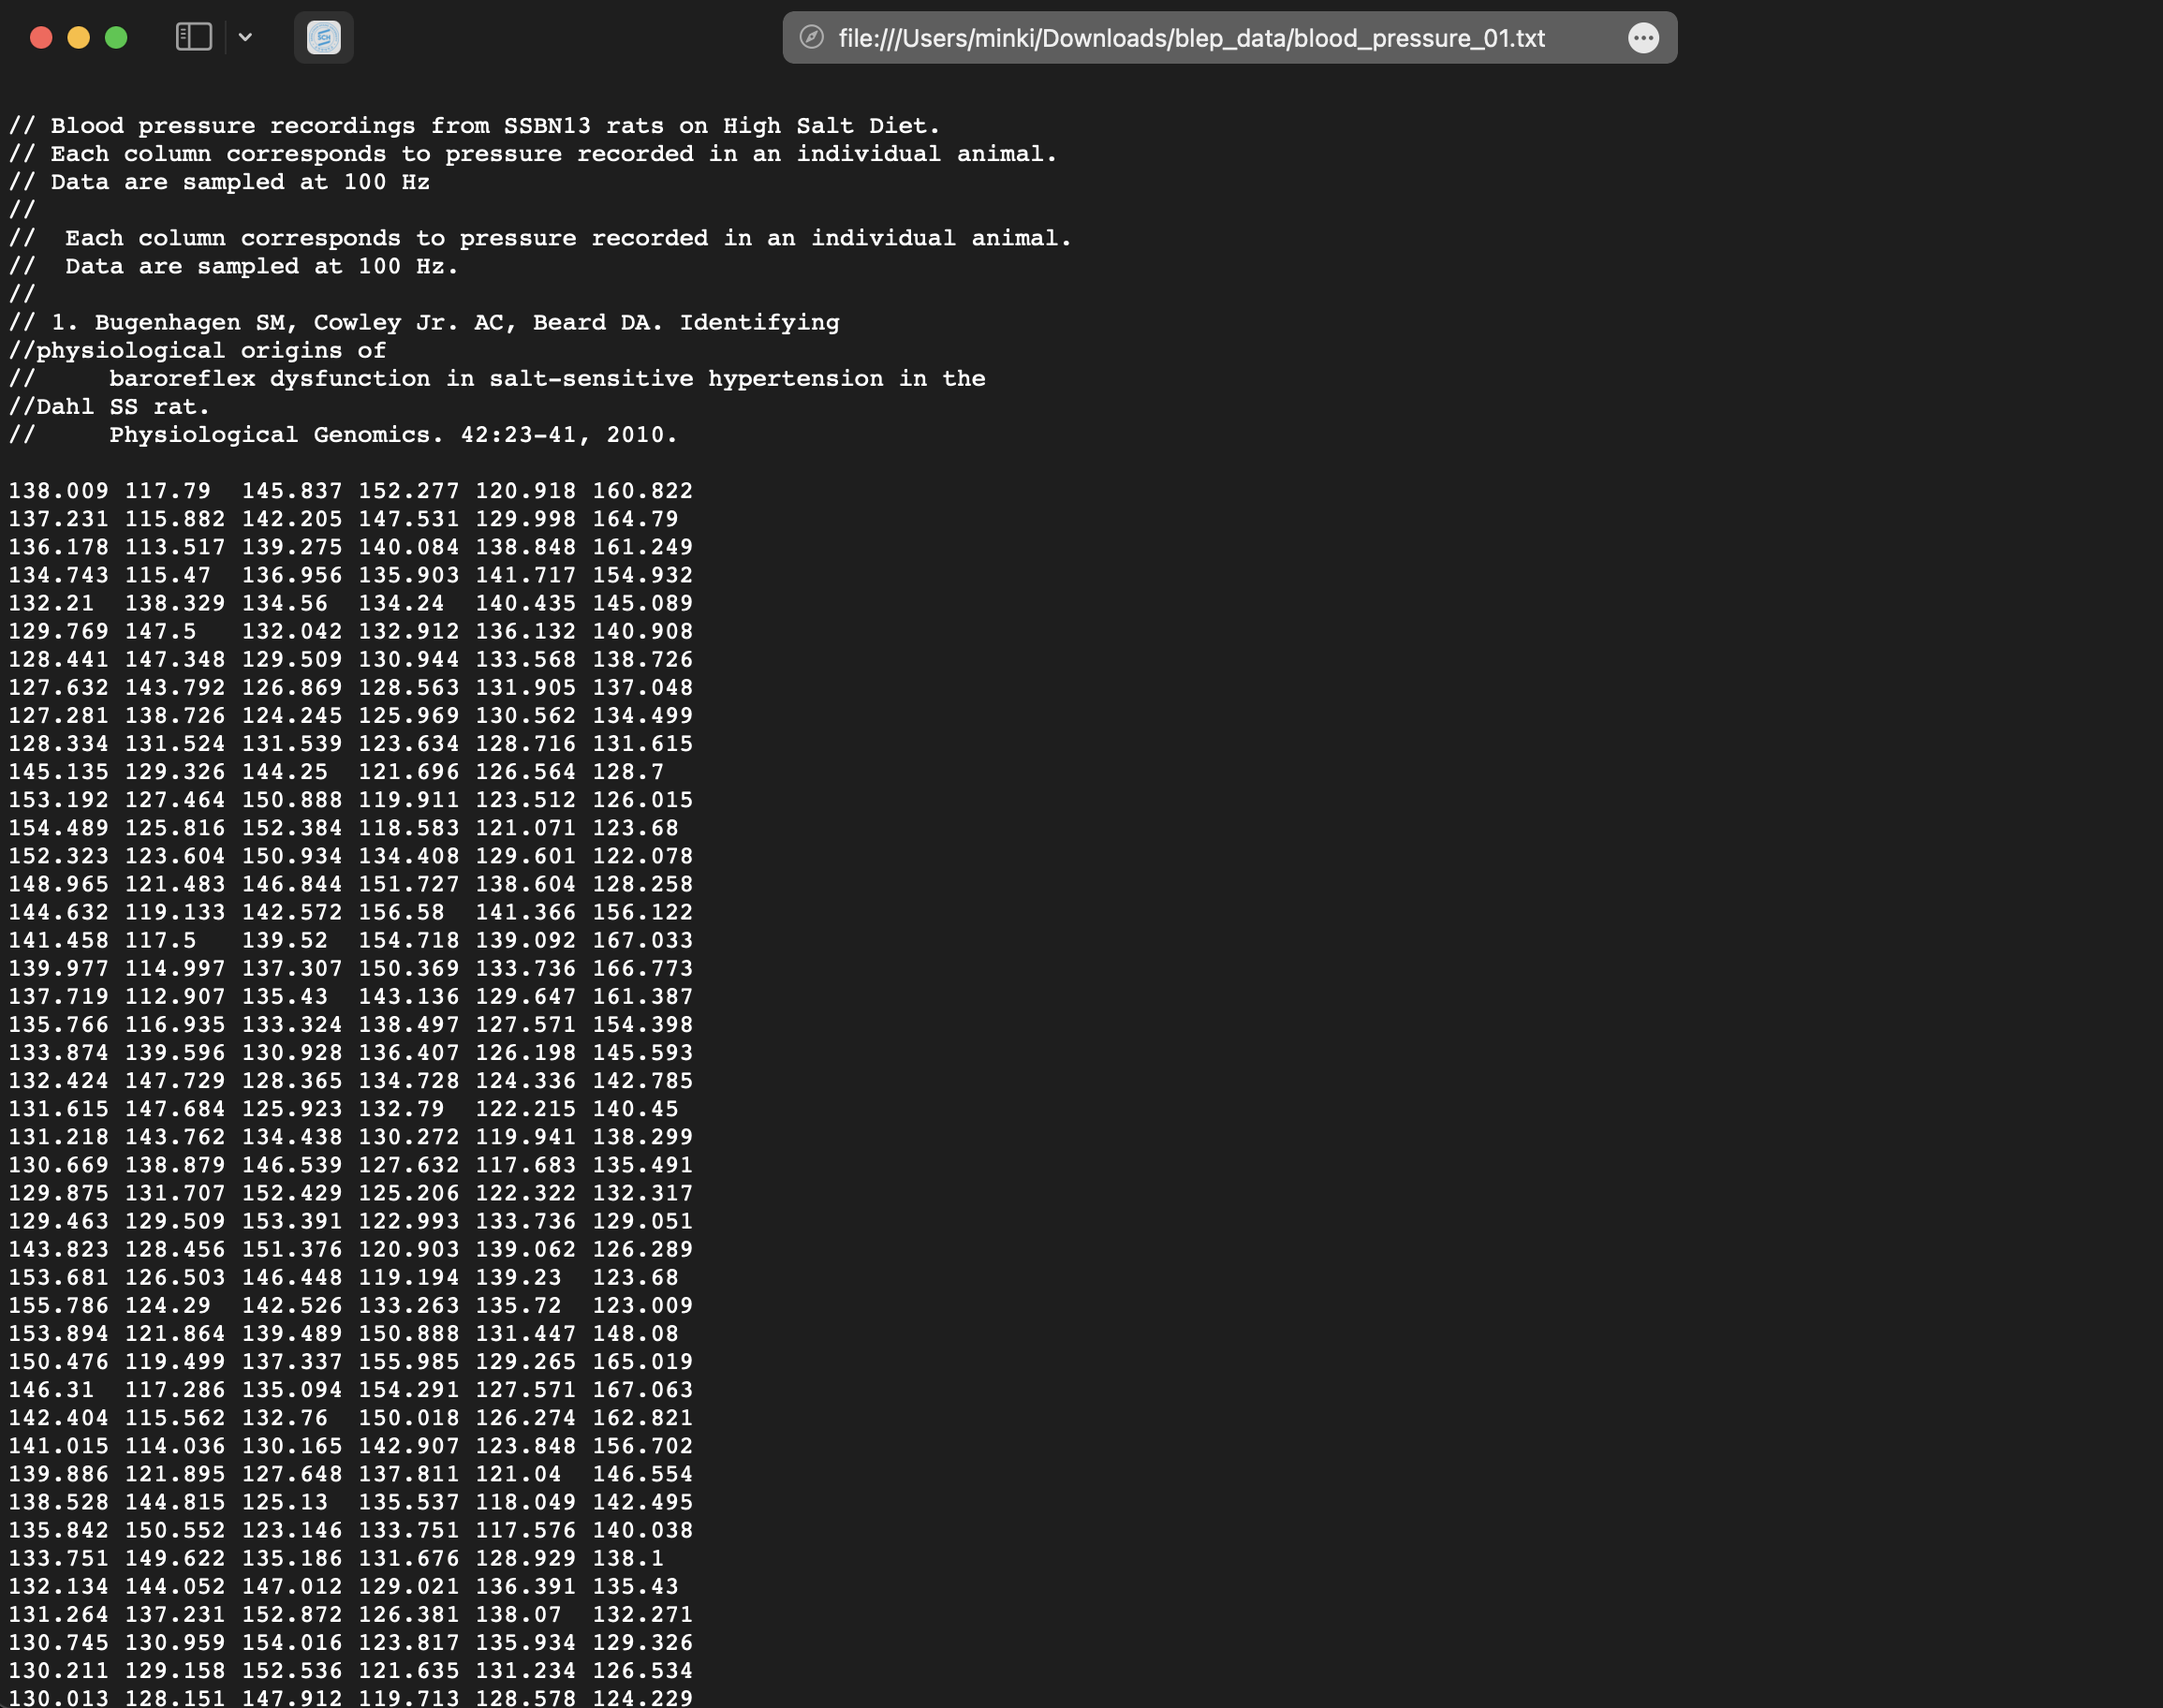 file:///Users/minki/Downloads/blep_data/blood_pressure_01.txt
// Blood pressure recordings from SSBN13 rats on High Salt Diet.
// Each column corresponds to pressure recorded in an individual animal.
// Data are sampled at 100 Hz
//
//  Each column corresponds to pressure recorded in an individual animal.
//  Data are sampled at 100 Hz.
//
// 1. Bugenhagen SM, Cowley Jr. AC, Beard DA. Identifying
//physiological origins of
//     baroreflex dysfunction in salt-sensitive hypertension in the
//Dahl SS rat.
//     Physiological Genomics. 42:23-41, 2010.
138.009 117.79  145.837 152.277 120.918 160.822
137.231 115.882 142.205 147.531 129.998 164.79
136.178 113.517 139.275 140.084 138.848 161.249
134.743 115.47  136.956 135.903 141.717 154.932
132.21  138.329 134.56  134.24  140.435 145.089
129.769 147.5   132.042 132.912 136.132 140.908
128.441 147.348 129.509 130.944 133.568 138.726
127.632 143.792 126.869 128.563 131.905 137.048
127.281 138.726 124.245 125.969 130.562 134.499
128.334 131.524 131.539 123.634 128.716 131.615
145.135 129.326 144.25  121.696 126.564 128.7
153.192 127.464 150.888 119.911 123.512 126.015
154.489 125.816 152.384 118.583 121.071 123.68
152.323 123.604 150.934 134.408 129.601 122.078
148.965 121.483 146.844 151.727 138.604 128.258
144.632 119.133 142.572 156.58  141.366 156.122
141.458 117.5   139.52  154.718 139.092 167.033
139.977 114.997 137.307 150.369 133.736 166.773
137.719 112.907 135.43  143.136 129.647 161.387
135.766 116.935 133.324 138.497 127.571 154.398
133.874 139.596 130.928 136.407 126.198 145.593
132.424 147.729 128.365 134.728 124.336 142.785
131.615 147.684 125.923 132.79  122.215 140.45
131.218 143.762 134.438 130.272 119.941 138.299
130.669 138.879 146.539 127.632 117.683 135.491
129.875 131.707 152.429 125.206 122.322 132.317
129.463 129.509 153.391 122.993 133.736 129.051
143.823 128.456 151.376 120.903 139.062 126.289
153.681 126.503 146.448 119.194 139.23  123.68
155.786 124.29  142.526 133.263 135.72  123.009
153.894 121.864 139.489 150.888 131.447 148.08
150.476 119.499 137.337 155.985 129.265 165.019
146.31  117.286 135.094 154.291 127.571 167.063
142.404 115.562 132.76  150.018 126.274 162.821
141.015 114.036 130.165 142.907 123.848 156.702
139.886 121.895 127.648 137.811 121.04  146.554
138.528 144.815 125.13  135.537 118.049 142.495
135.842 150.552 123.146 133.751 117.576 140.038
133.751 149.622 135.186 131.676 128.929 138.1
132.134 144.052 147.012 129.021 136.391 135.43
131.264 137.231 152.872 126.381 138.07  132.271
130.745 130.959 154.016 123.817 135.934 129.326
130.211 129.158 152.536 121.635 131.234 126.534
130.013 128.151 147.912 119.713 128.578 124.229